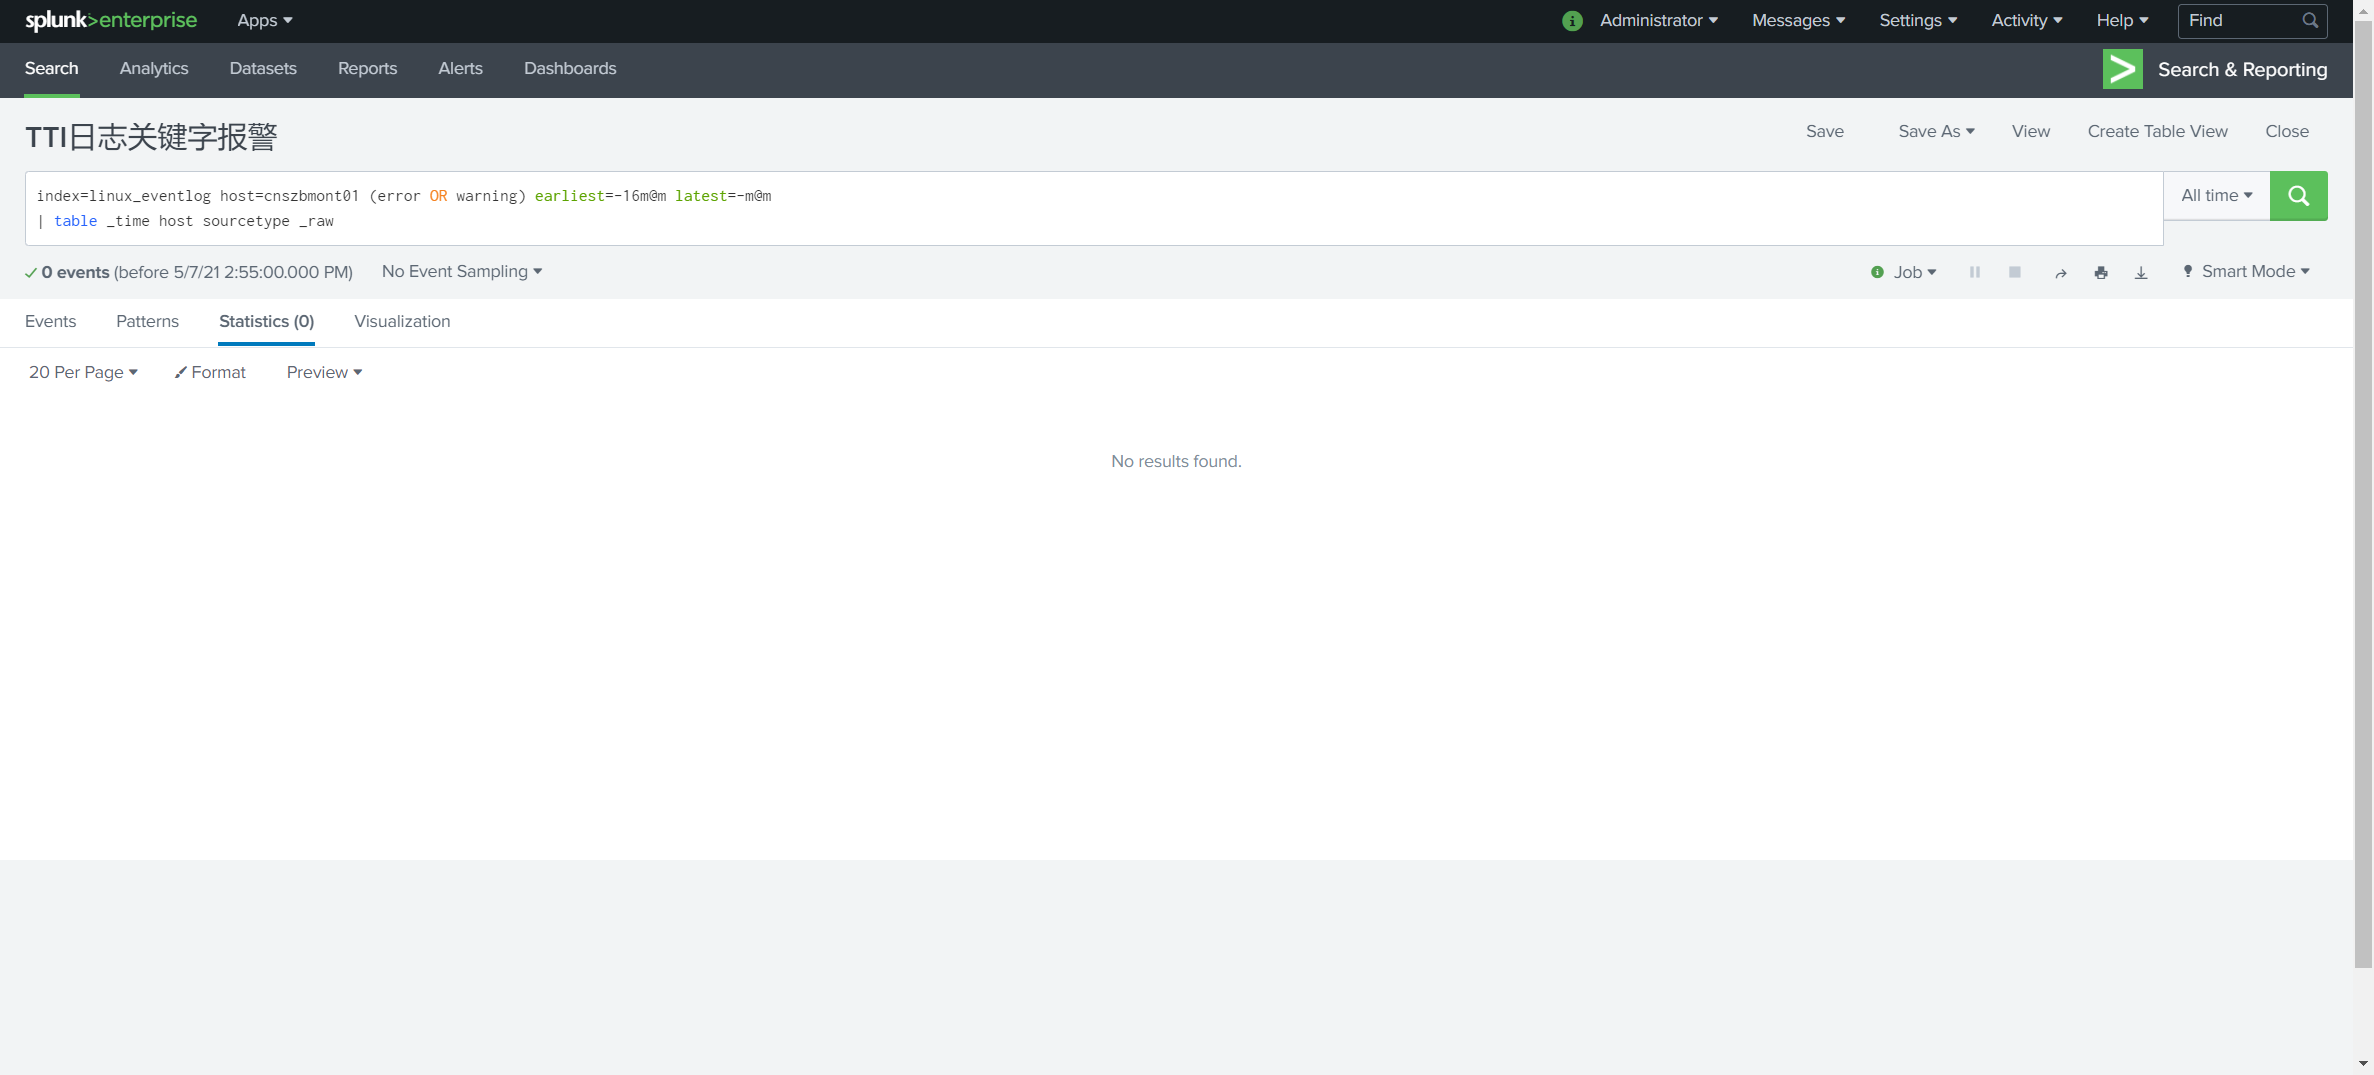 splunk>enterprise Apps Administrator Messages Settings Activity Help Find
Search Analytics Datasets Reports Alerts Dashboards Search & Reporting
TTI日志关键字报警 Save Save As View Create Table View Close
index=linux_eventlog host=cnszbmont01 (error OR warning) earliest=-16m@m latest=-m@m All time
| table _time host sourcetype _raw
0 events (before 5/7/21 2:55:00.000 PM) No Event Sampling Job Smart Mode
Events Patterns Statistics (0) Visualization
20 Per Page Format Preview
No results found.